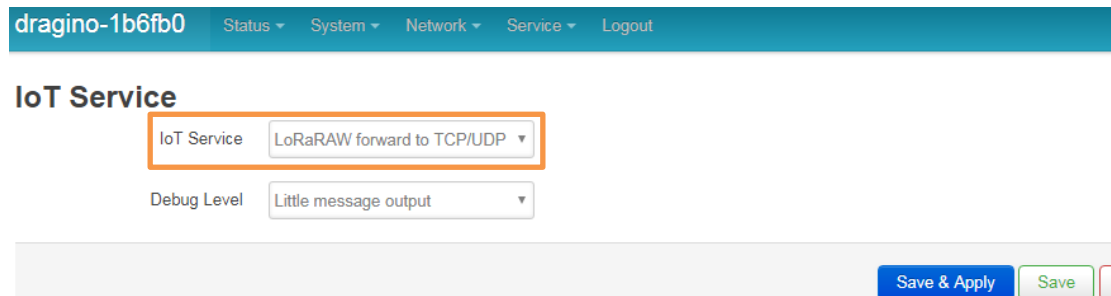 dragino-1b6fb0 Status System Network Service Logout
IoT Service
IoT Service LoRaRAW forward to TCP/UDP
Debug Level Little message output
Save & Apply Save